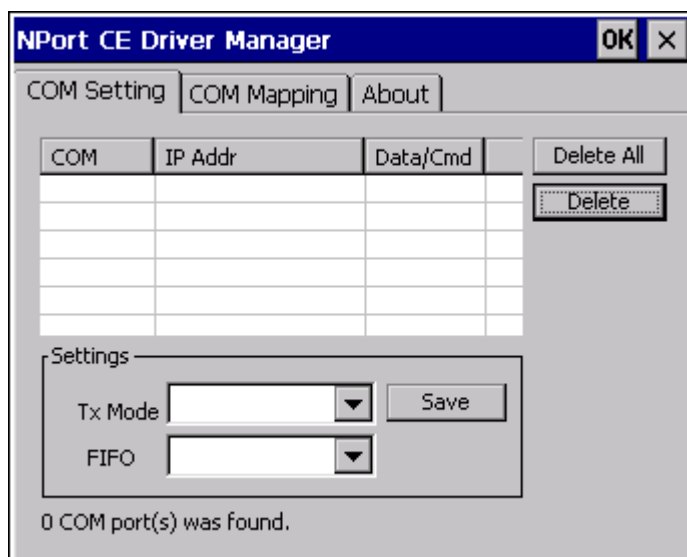 NPort CE Driver Manager OK ×
COM Setting COM Mapping About
COM IP Addr Data/Cmd Delete All
Delete
Settings
Tx Mode Save
FIFO
0 COM port(s) was found.